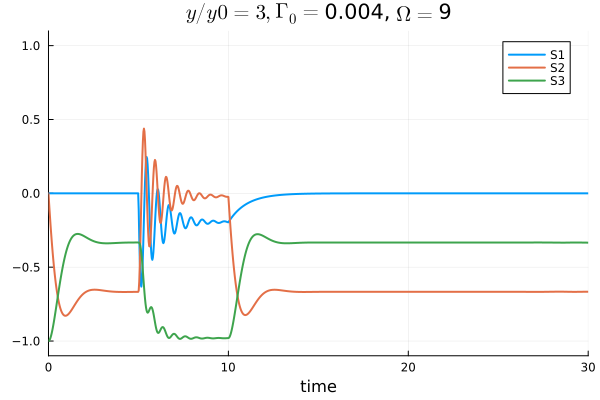 y/y0 = 3, Γ₀ = 0.004, Ω = 9
1.0
0.5
0.0
−0.5
−1.0
S1
S2
S3
0 10 20 30
time